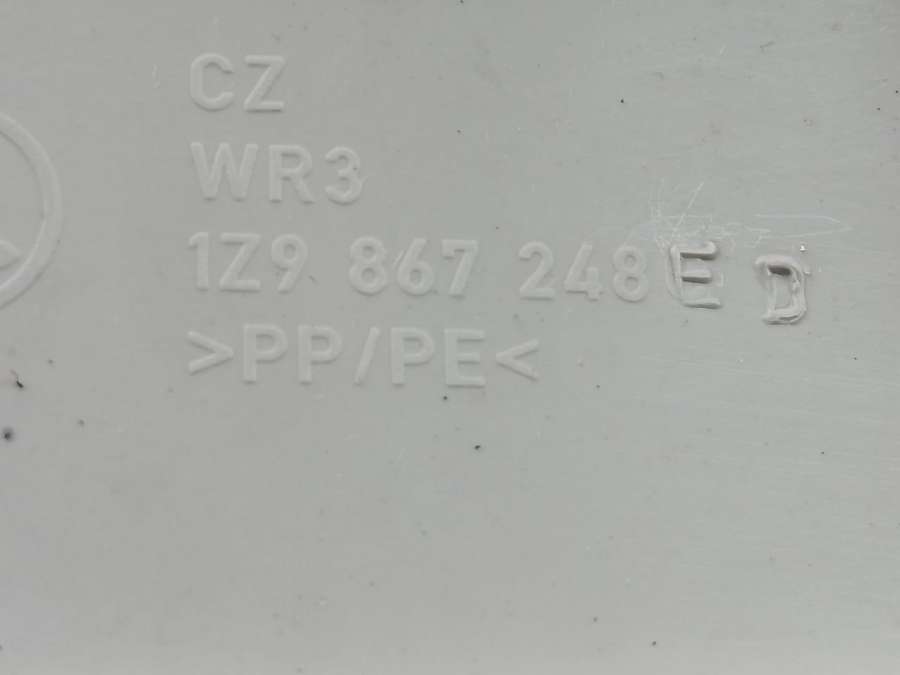 CZ
WR3
1Z9 867 248 E D
>PP/PE<